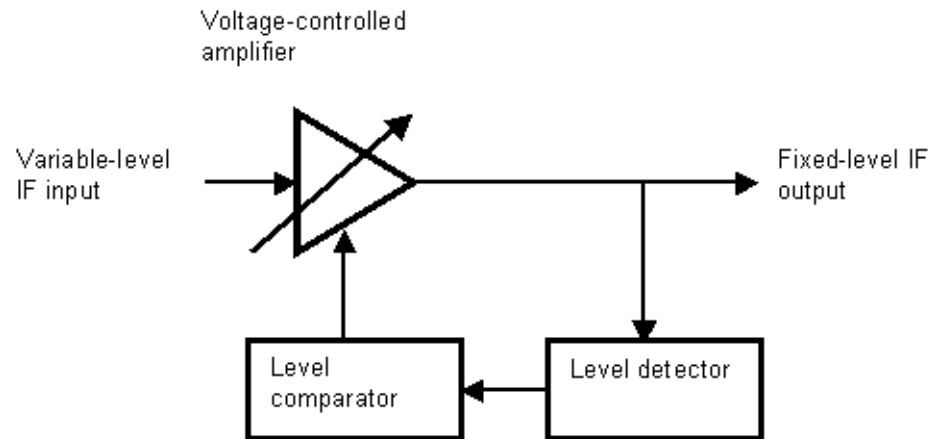 Voltage-controlled
amplifier
Variable-level
IF input
Fixed-level IF
output
Level
comparator
Level detector